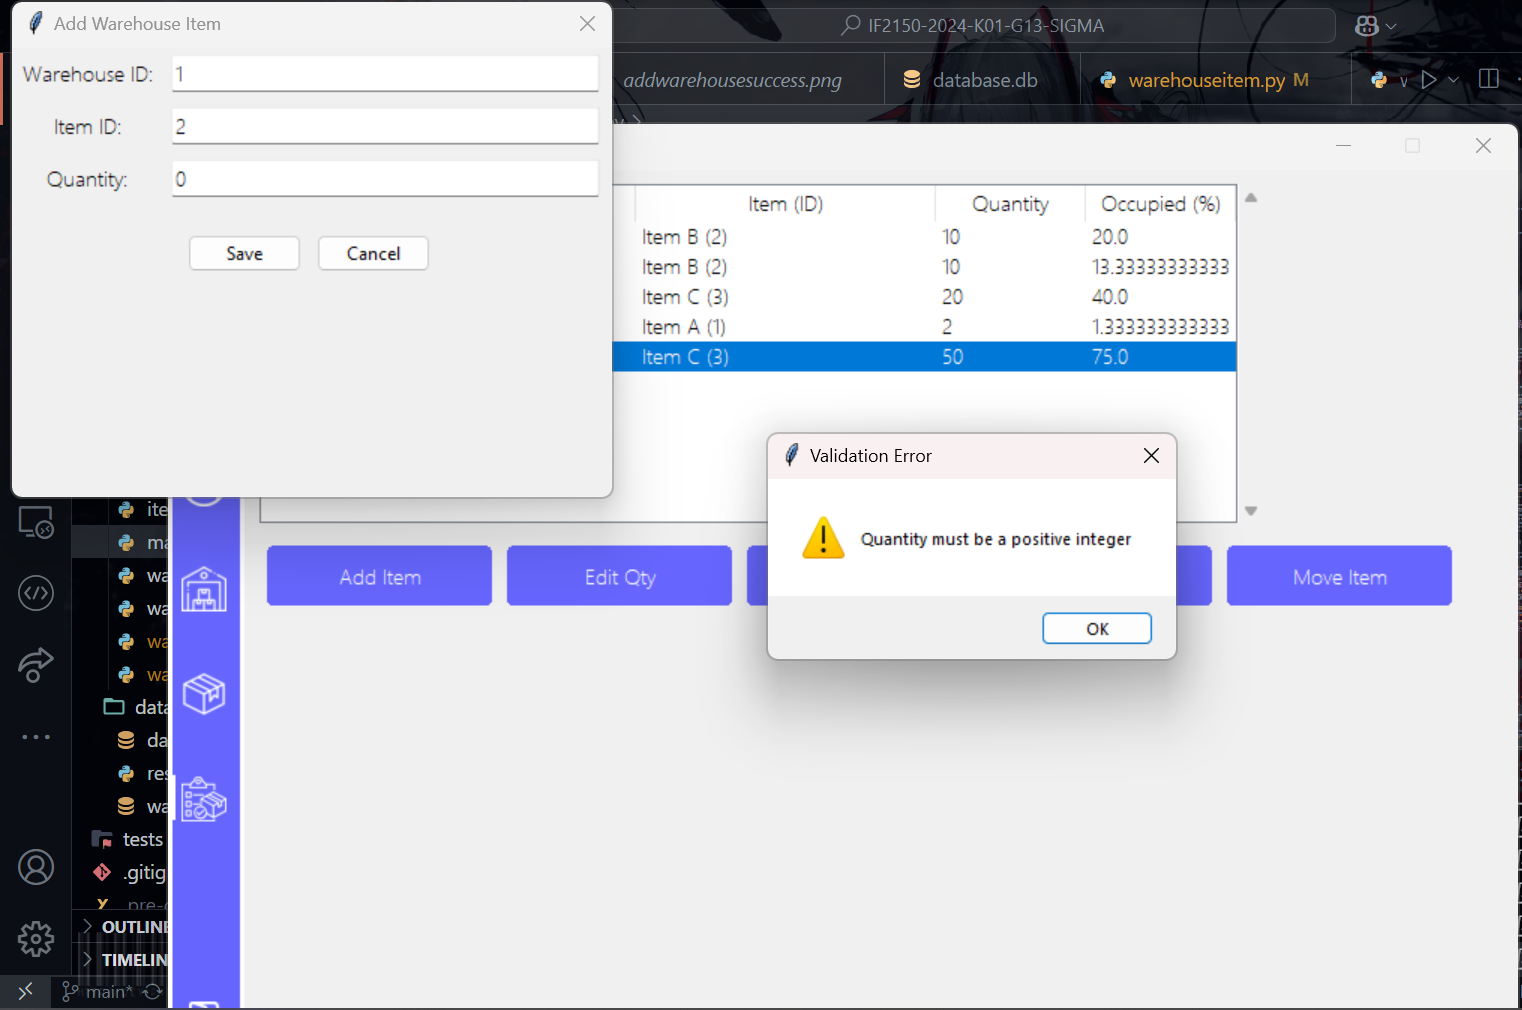 Add Warehouse Item
IF2150-2024-K01-G13-SIGMA
Warehouse ID: 1
addwarehousesuccess.png
database.db
warehouseitem.py M
Item ID: 2
Quantity: 0
Save
Cancel
Item (ID) Quantity Occupied (%)
Item B (2) 10 20.0
Item B (2) 10 13.33333333333
Item C (3) 20 40.0
Item A (1) 2 1.333333333333
Item C (3) 50 75.0
Validation Error
Quantity must be a positive integer
OK
Add Item
Edit Qty
Move Item
ite
ma
wa
wa
wa
wa
data
da
res
wa
tests
.gitig
pre-c
OUTLINE
TIMELIN
main*